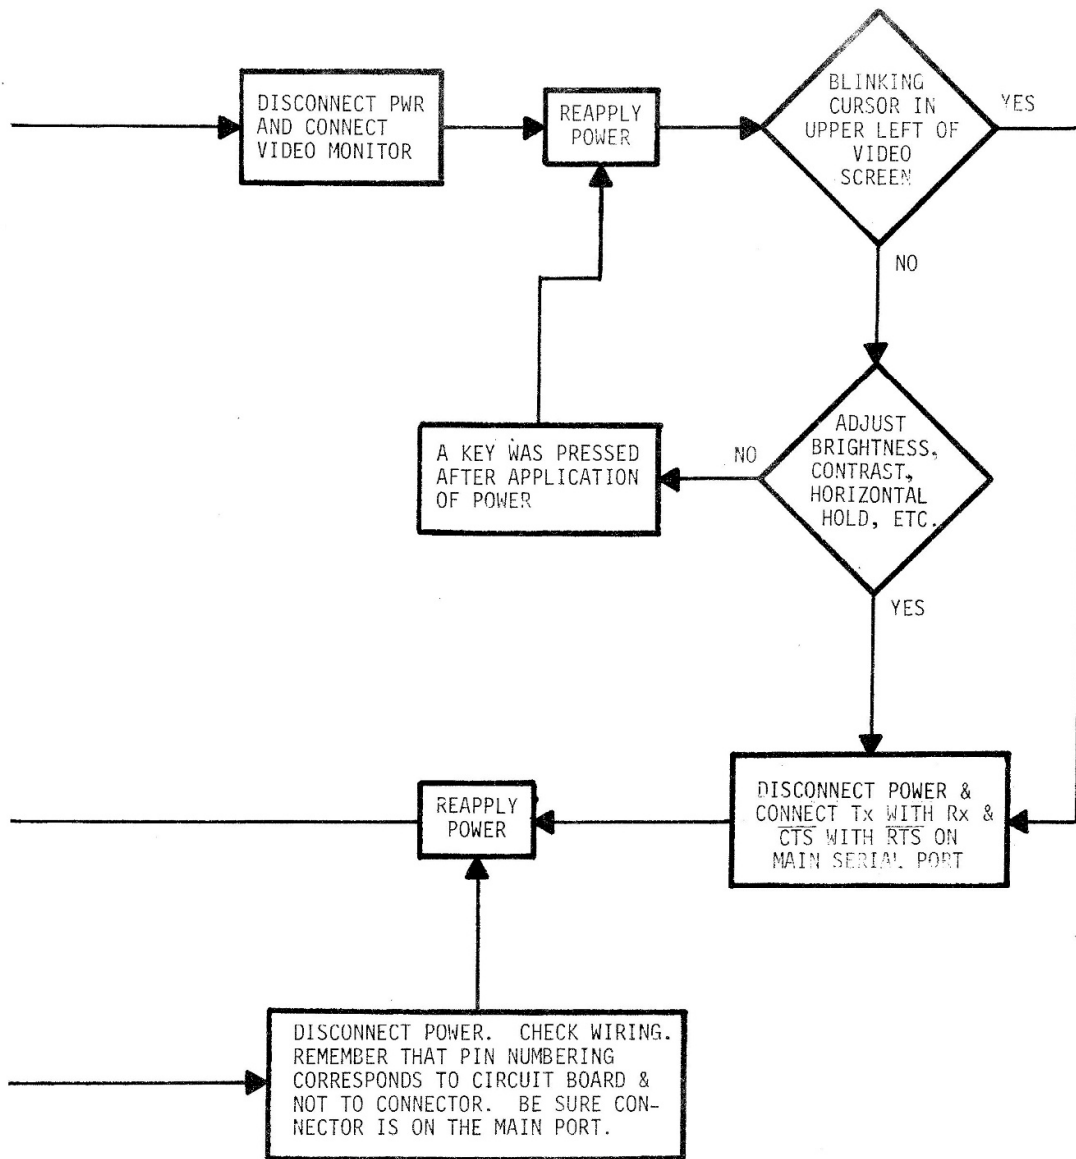 DISCONNECT PWR
AND CONNECT
VIDEO MONITOR
REAPPLY
POWER
BLINKING
CURSOR IN
UPPER LEFT OF
VIDEO
SCREEN
YES
NO
ADJUST
BRIGHTNESS,
CONTRAST,
HORIZONTAL
HOLD, ETC.
NO
A KEY WAS PRESSED
AFTER APPLICATION
OF POWER
YES
DISCONNECT POWER &
CONNECT Tx WITH Rx &
C̅T̅S̅ WITH R̅T̅S̅ ON
MAIN SERIAL PORT
REAPPLY
POWER
DISCONNECT POWER. CHECK WIRING.
REMEMBER THAT PIN NUMBERING
CORRESPONDS TO CIRCUIT BOARD &
NOT TO CONNECTOR. BE SURE CON-
NECTOR IS ON THE MAIN PORT.